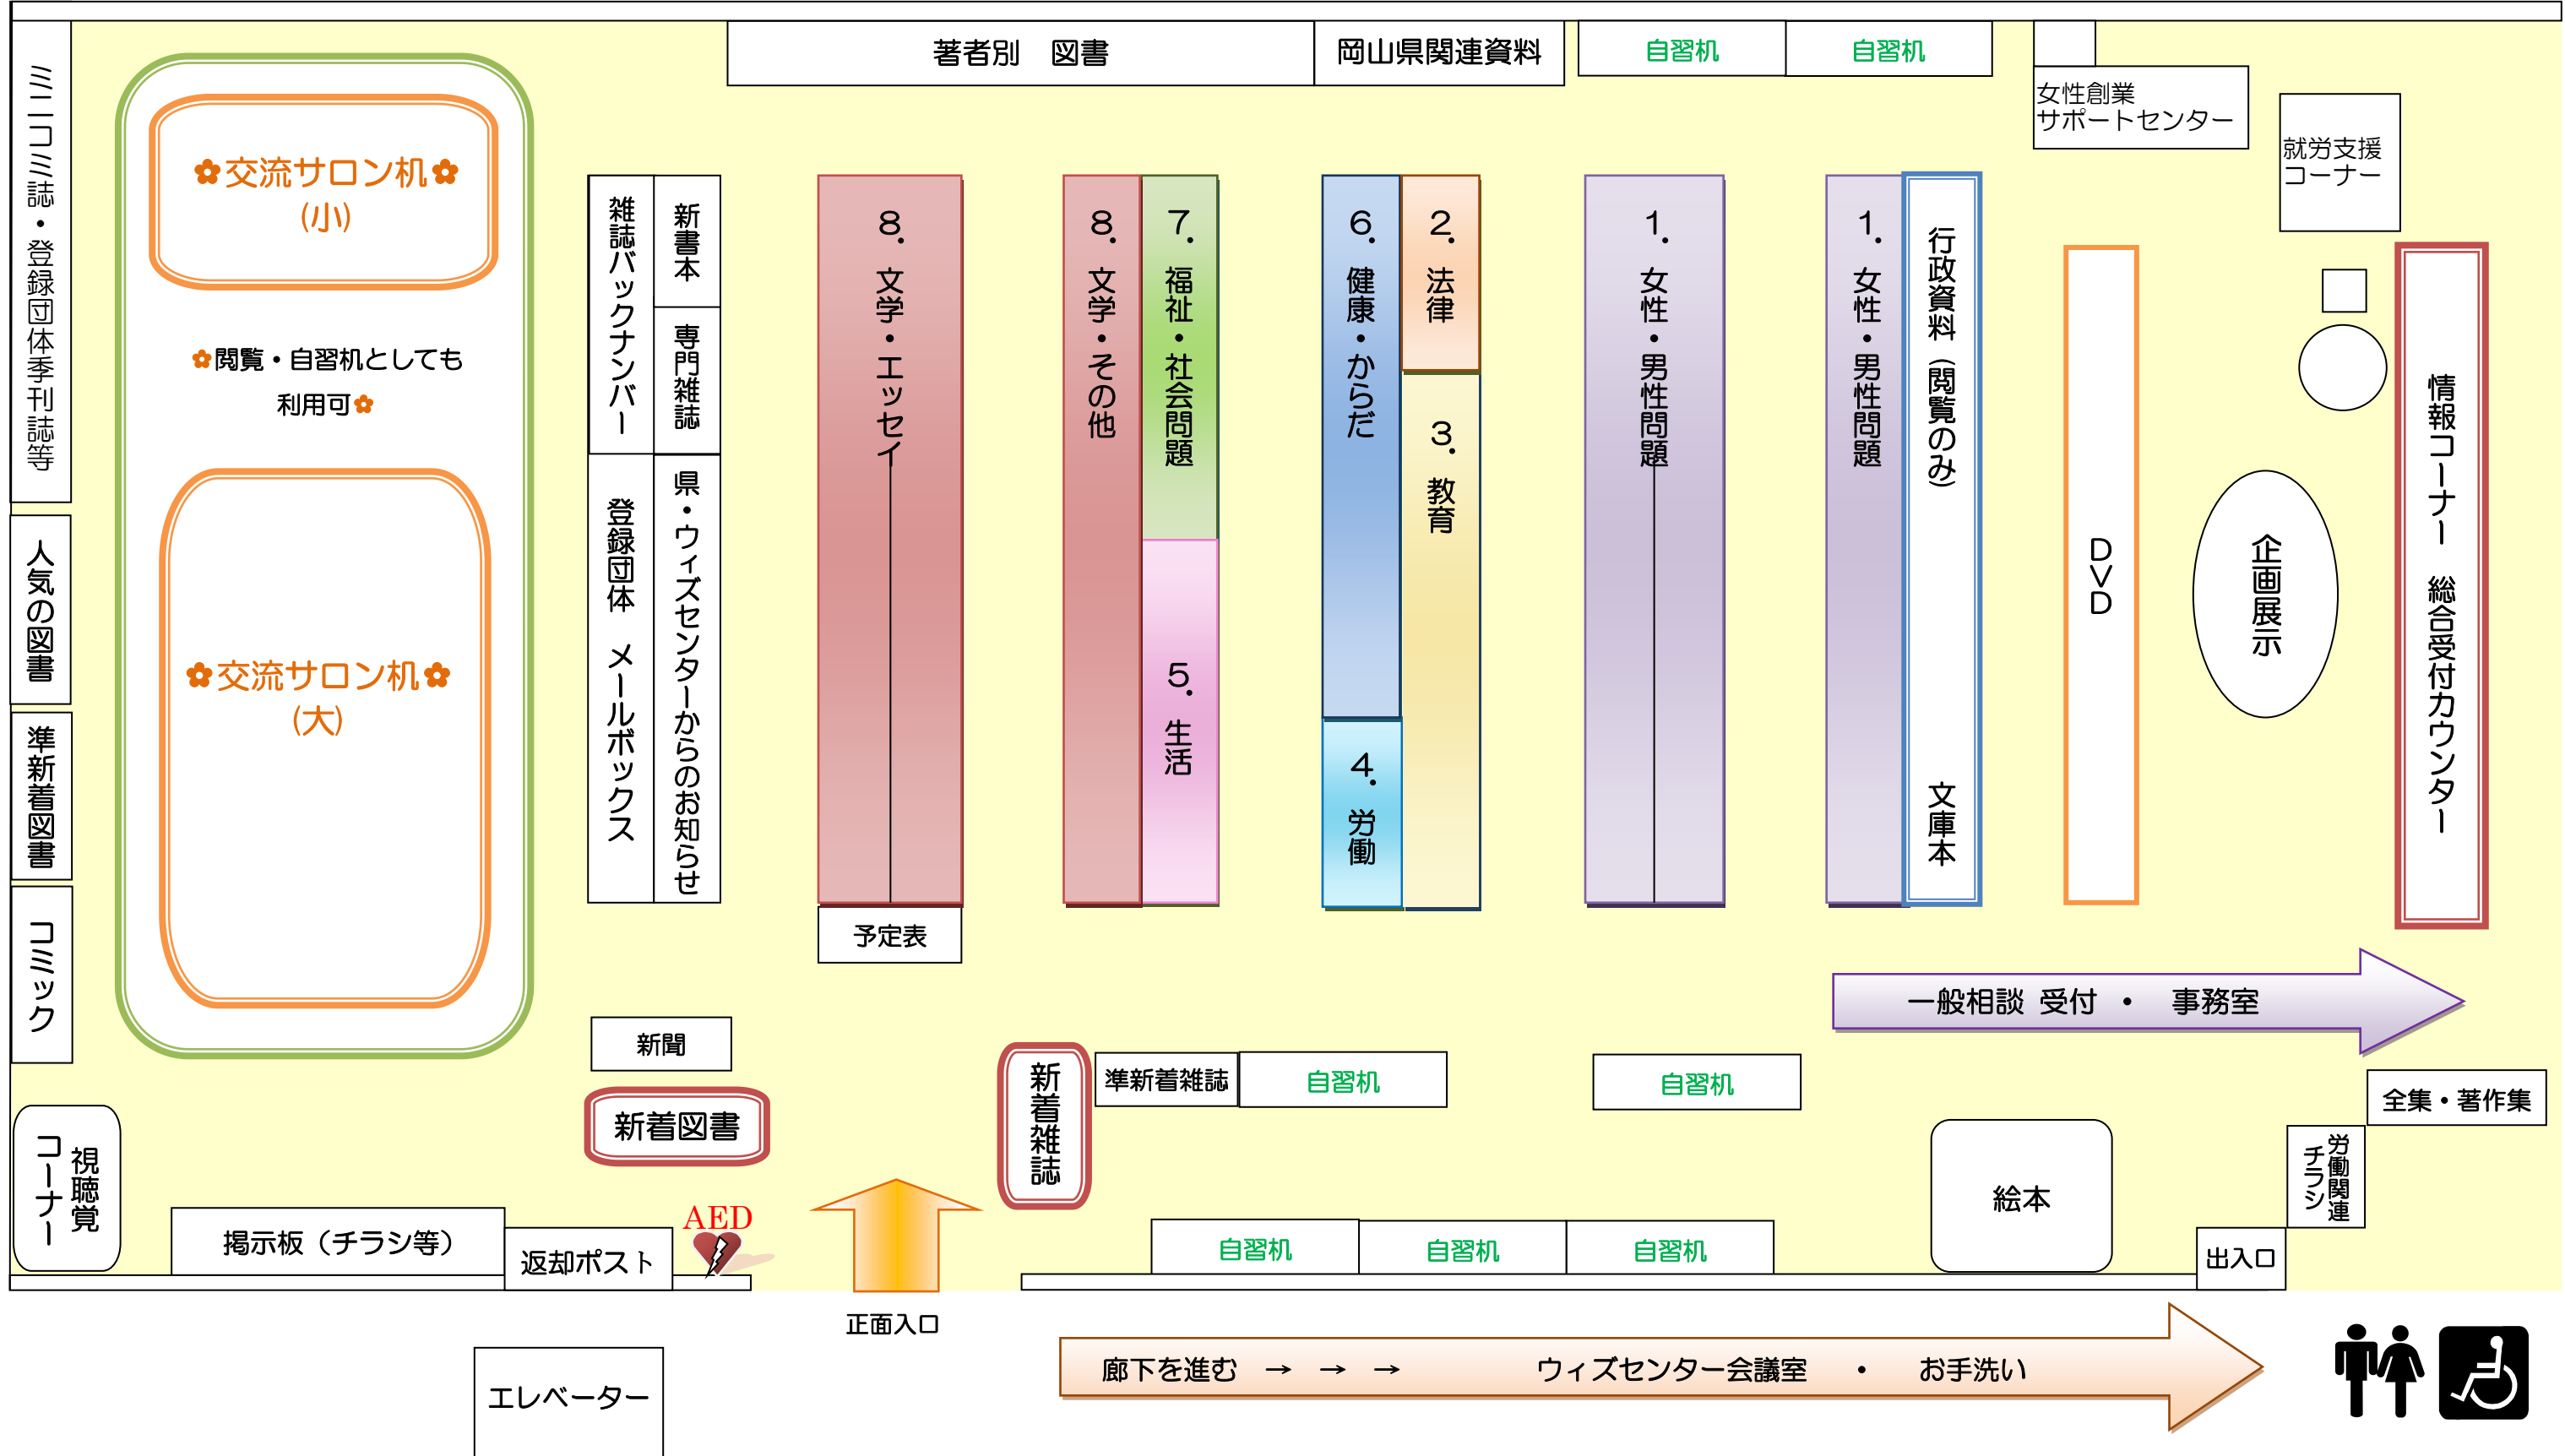 著者別　図書
岡山県関連資料
自習机
自習机
女性創業
サポートセンター
就労支援
コーナー
ミニコミ誌・登録団体季刊誌等
✿交流サロン机✿
(小)
✿閲覧・自習机としても
利用可✿
✿交流サロン机✿
(大)
人気の図書
準新着図書
コミック
視聴覚
コーナー
雑誌バックナンバー
新書本
専門雑誌
登録団体　メールボックス
県・ウィズセンターからのお知らせ
8．文学・エッセイ
予定表
8．文学・その他
7．福祉・社会問題
5．生活
6．健康・からだ
2．法律
3．教育
4．労働
1．女性・男性問題
1．女性・男性問題
行政資料（閲覧のみ）
文庫本
DVD
企画展示
情報コーナー　総合受付カウンター
一般相談 受付 ・ 事務室
新聞
新着図書
新着雑誌
準新着雑誌
自習机
自習机
全集・著作集
労働関連
チラシ
絵本
出入口
掲示板（チラシ等）
返却ポスト
AED
自習机
自習机
自習机
正面入口
エレベーター
廊下を進む　→　→　→　ウィズセンター会議室　・　お手洗い